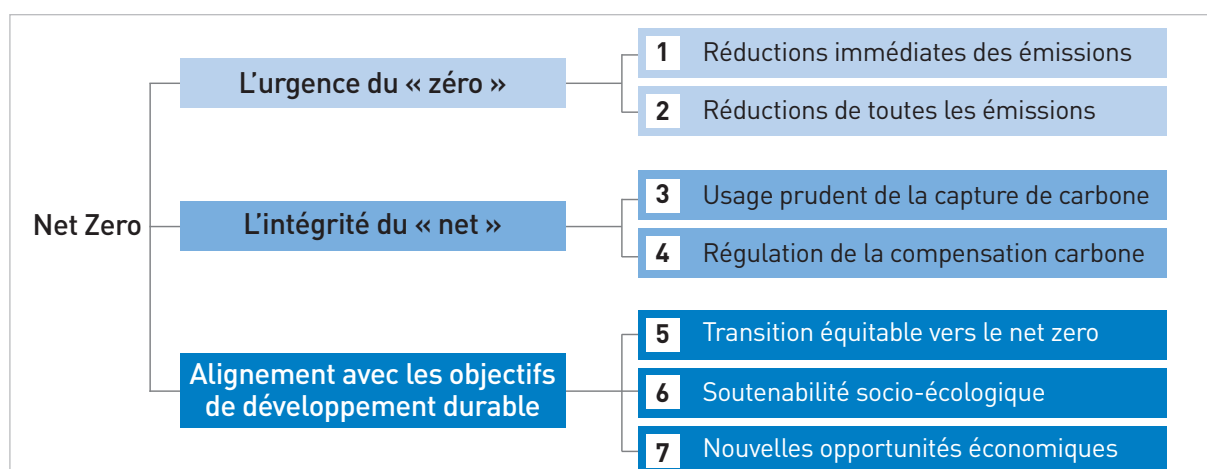 Net Zero
L'urgence du « zéro »
1 Réductions immédiates des émissions
2 Réductions de toutes les émissions
L'intégrité du « net »
3 Usage prudent de la capture de carbone
4 Régulation de la compensation carbone
Alignement avec les objectifs
de développement durable
5 Transition équitable vers le net zero
6 Soutenabilité socio-écologique
7 Nouvelles opportunités économiques